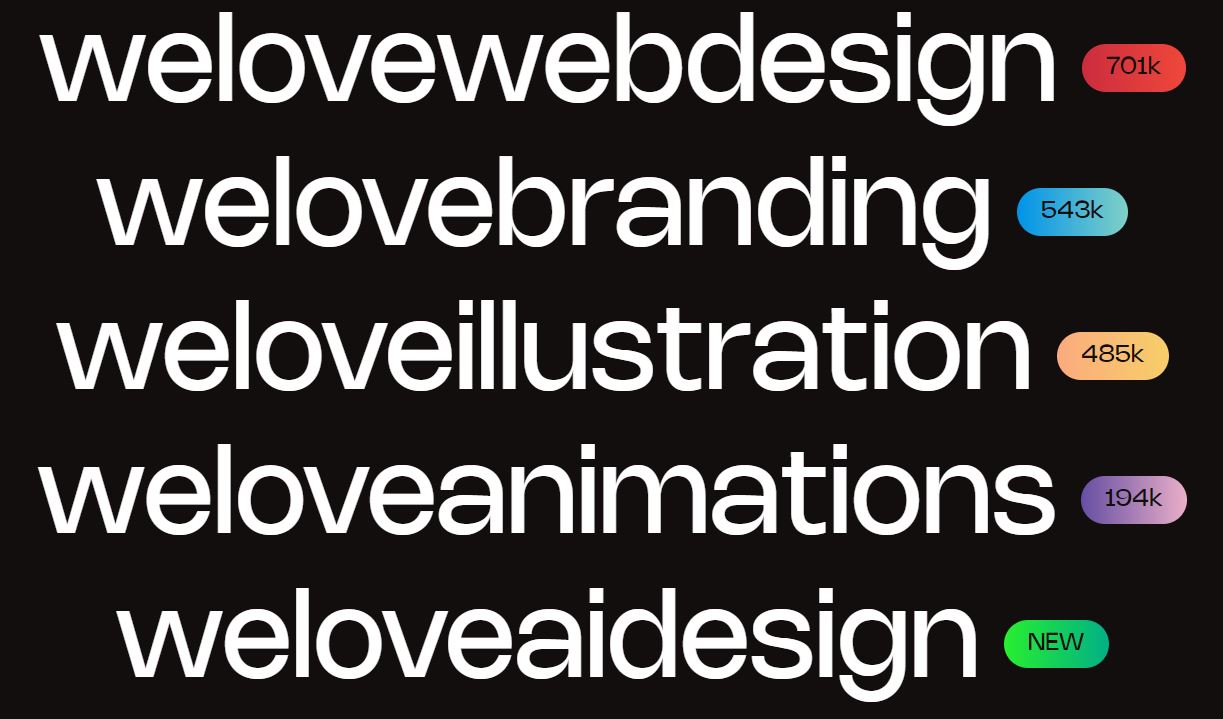 welovewebdesign 701k
welovebranding 543k
weloveillustration 485k
weloveanimations 194k
weloveaidesign NEW